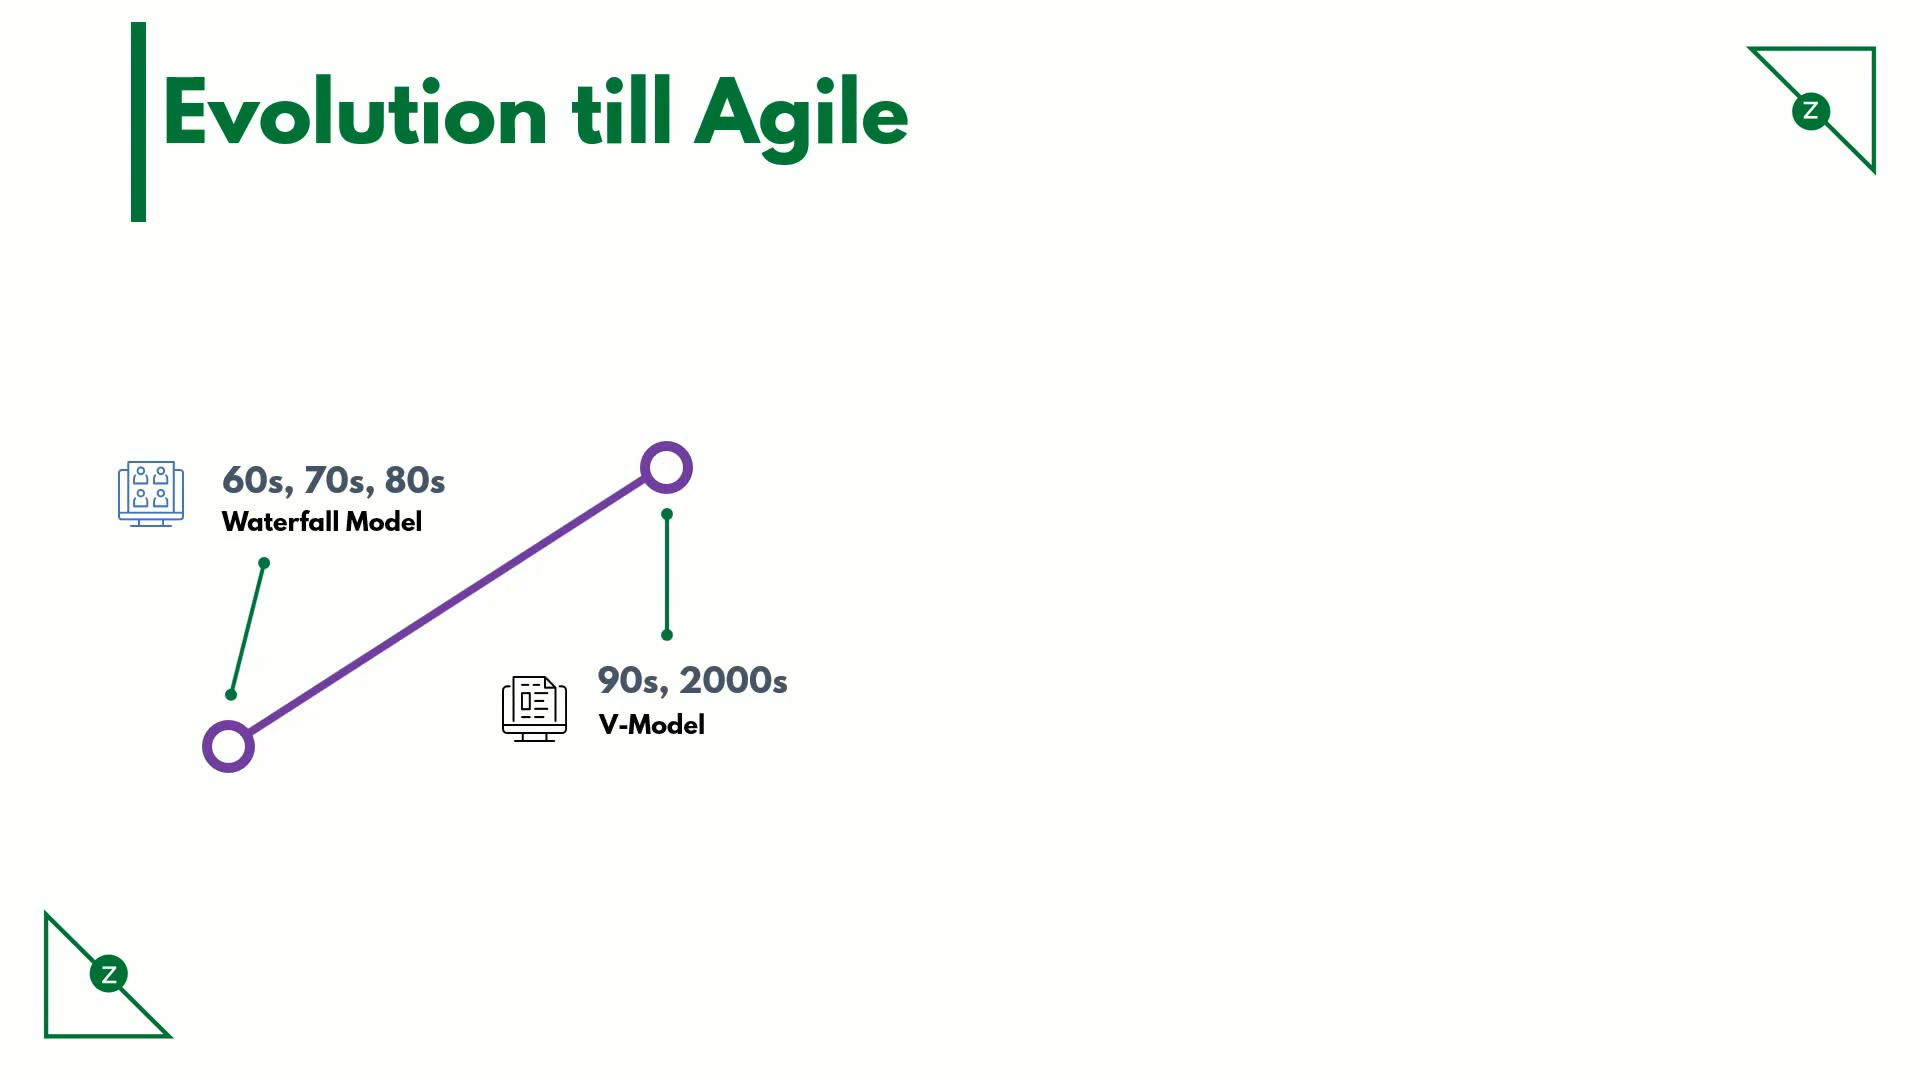 Evolution till Agile
Z
60s, 70s, 80s
Waterfall Model
90s, 2000s
V-Model
Z